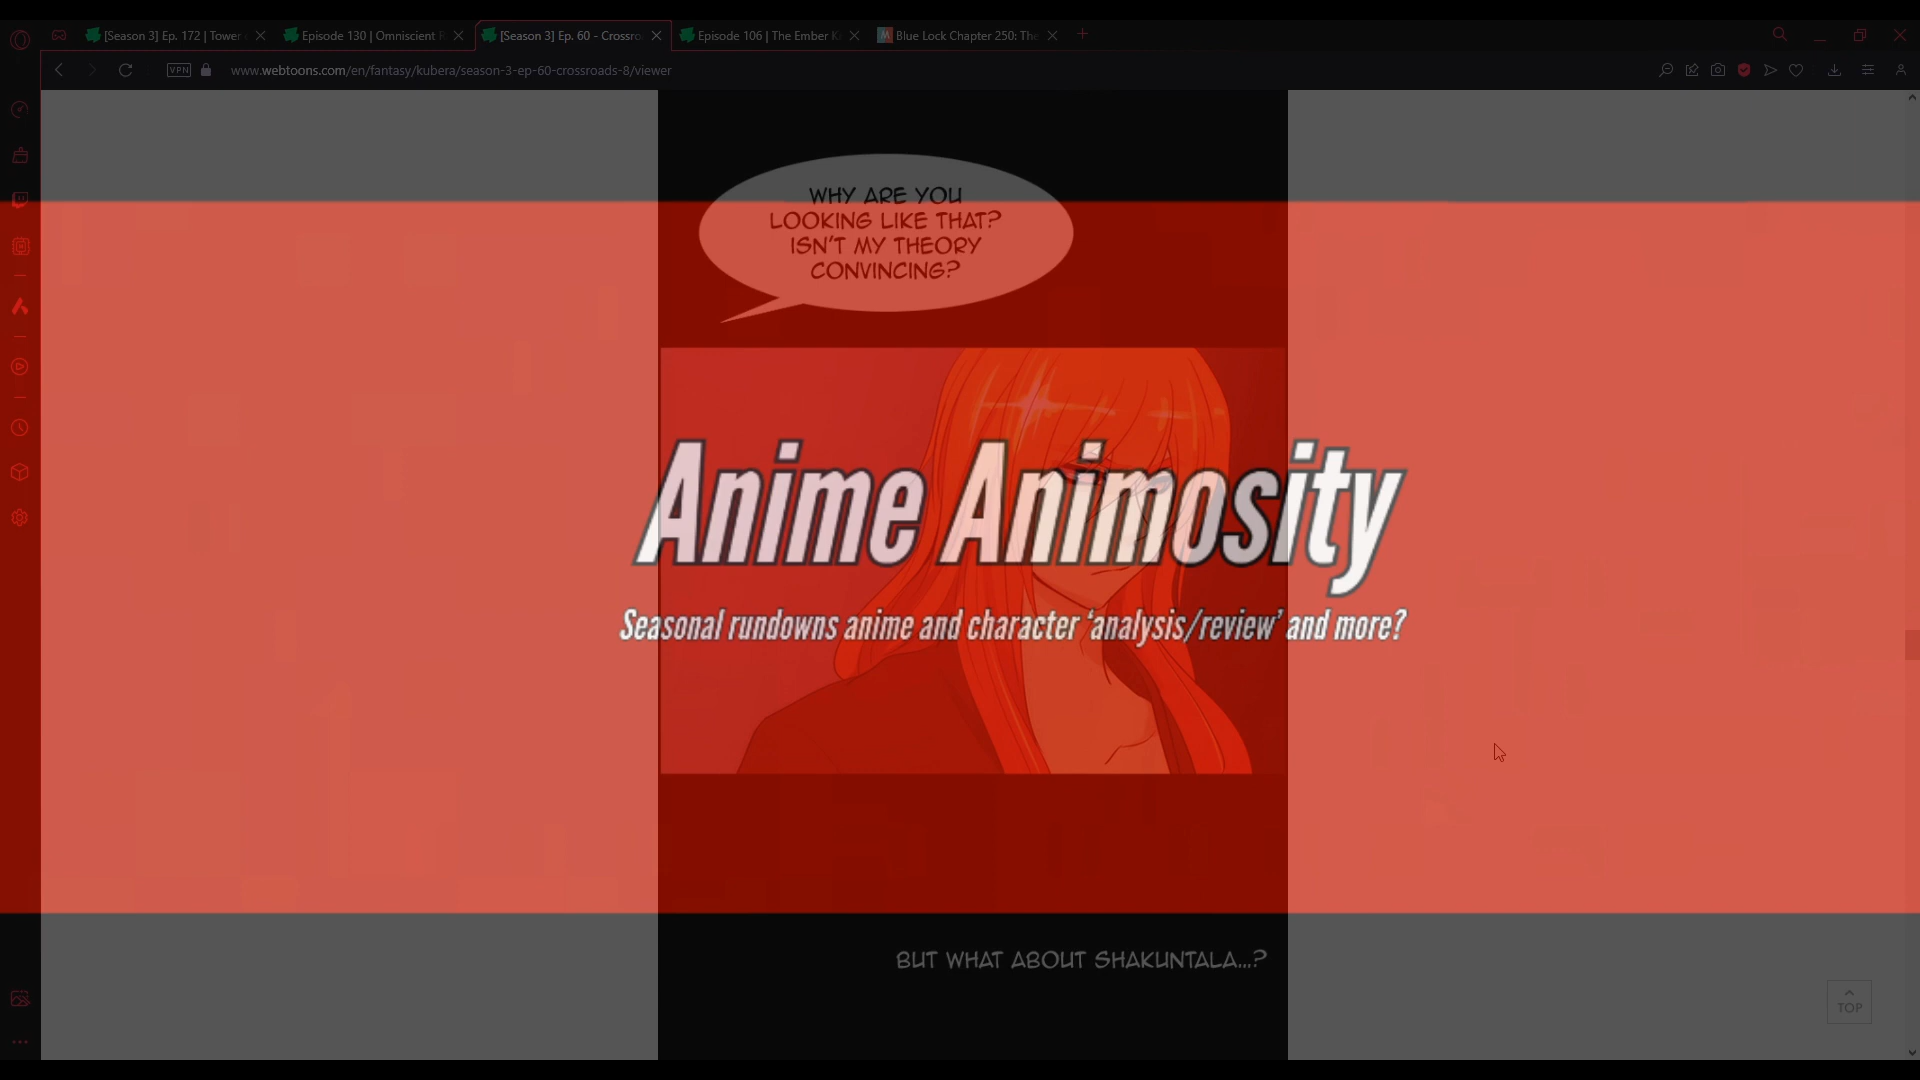 [Season 3] Ep. 172 | Tower
Episode 130 | Omniscient R
[Season 3] Ep. 60 - Crossro
Episode 106 | The Ember K
Blue Lock Chapter 250: The
VPN
www.webtoons.com/en/fantasy/kubera/season-3-ep-60-crossroads-8/viewer
WHY ARE YOU
LOOKING LIKE THAT?
ISN'T MY THEORY
CONVINCING?
Anime Animosity
Seasonal rundowns anime and character ‘analysis/review’ and more?
BUT WHAT ABOUT SHAKUNTALA...?
TOP